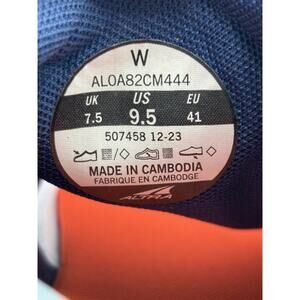 W
AL0A82CM444
UK US EU
7.5 9.5 41
507458 12-23
MADE IN CAMBODIA
FABRIQUE EN CAMBODGE
ALTRA